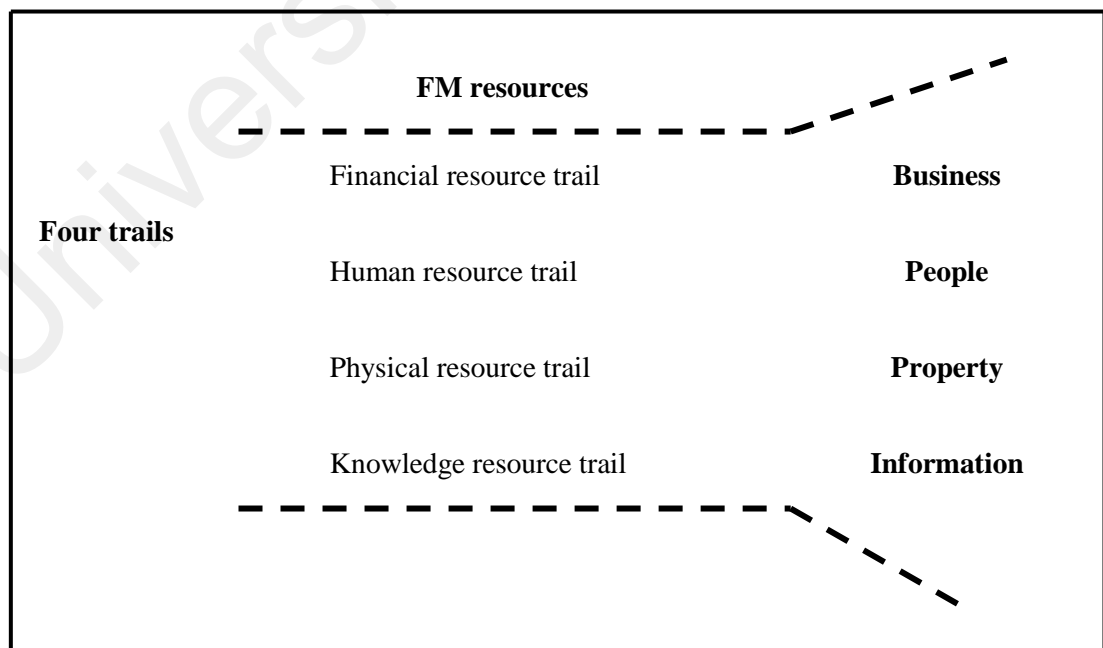 FM resources
Financial resource trail Business
Four trails
Human resource trail People
Physical resource trail Property
Knowledge resource trail Information
Universi